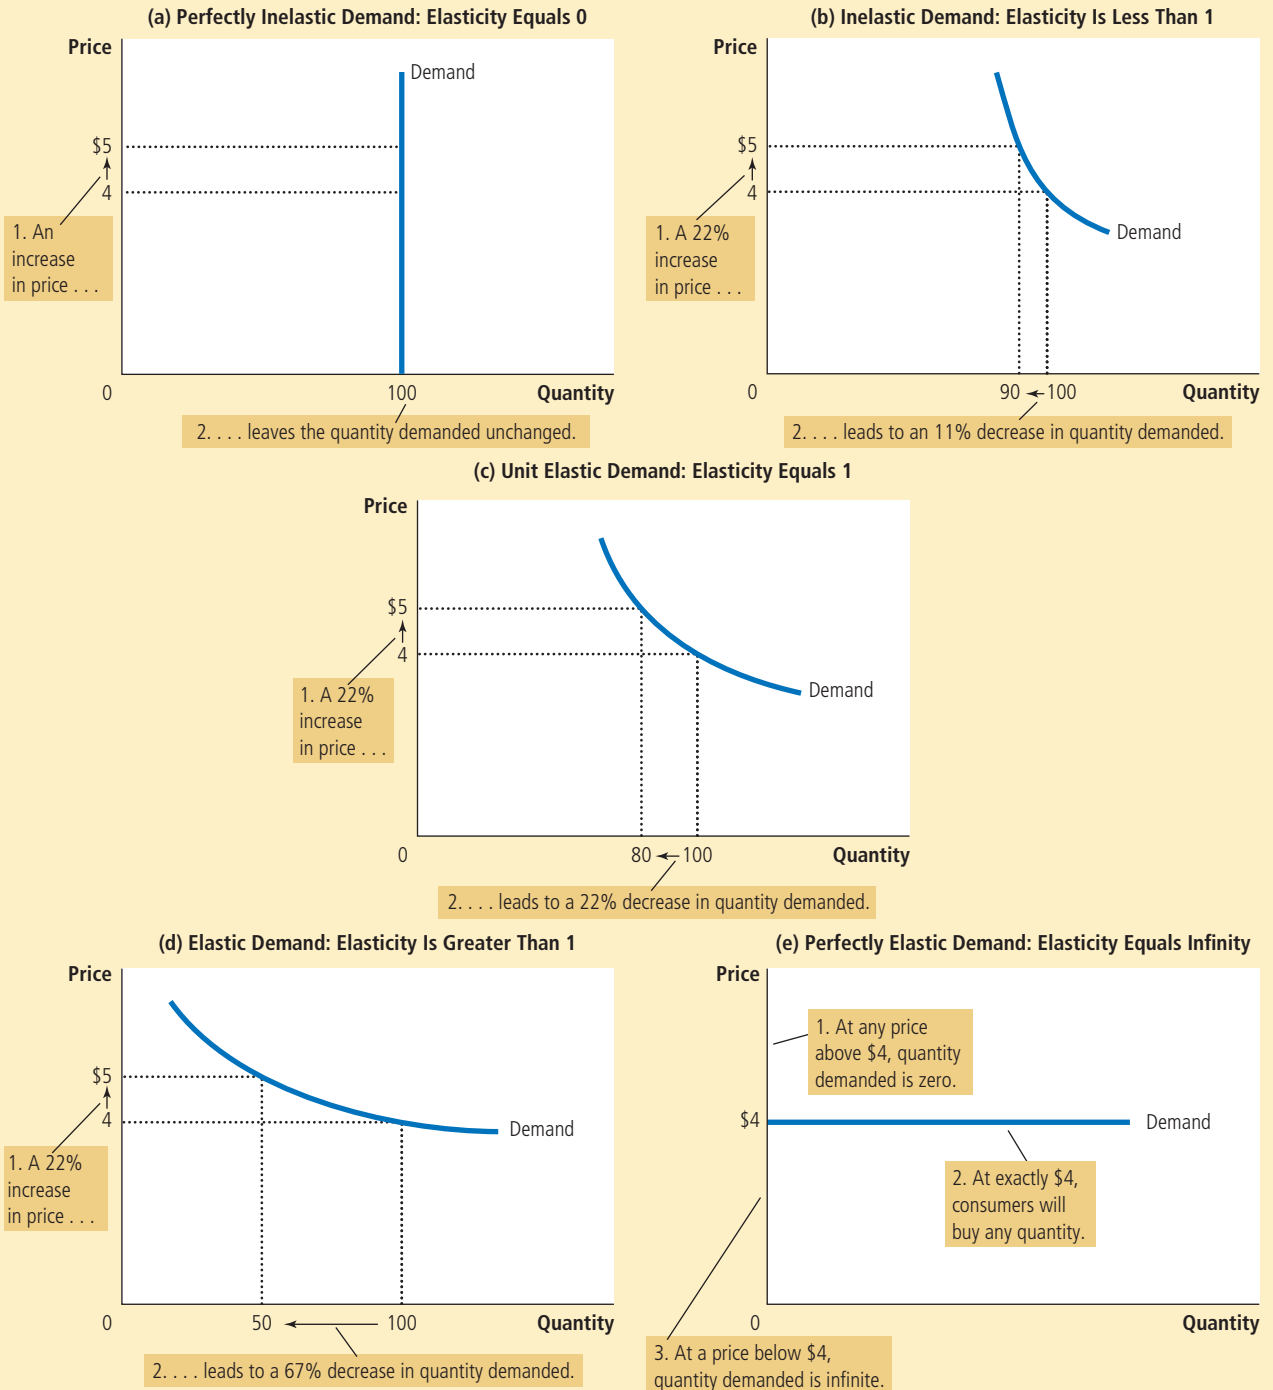 (a) Perfectly Inelastic Demand: Elasticity Equals 0
Price
Demand
$5
4
1. An
increase
in price . . .
0
100
Quantity
2. . . . leaves the quantity demanded unchanged.
(b) Inelastic Demand: Elasticity Is Less Than 1
Price
$5
4
Demand
1. A 22%
increase
in price . . .
0
90
100
Quantity
2. . . . leads to an 11% decrease in quantity demanded.
(c) Unit Elastic Demand: Elasticity Equals 1
Price
$5
4
Demand
1. A 22%
increase
in price . . .
0
80
100
Quantity
2. . . . leads to a 22% decrease in quantity demanded.
(d) Elastic Demand: Elasticity Is Greater Than 1
Price
$5
4
Demand
1. A 22%
increase
in price . . .
0
50
100
Quantity
2. . . . leads to a 67% decrease in quantity demanded.
(e) Perfectly Elastic Demand: Elasticity Equals Infinity
Price
1. At any price
above $4, quantity
demanded is zero.
$4
Demand
2. At exactly $4,
consumers will
buy any quantity.
0
Quantity
3. At a price below $4,
quantity demanded is infinite.